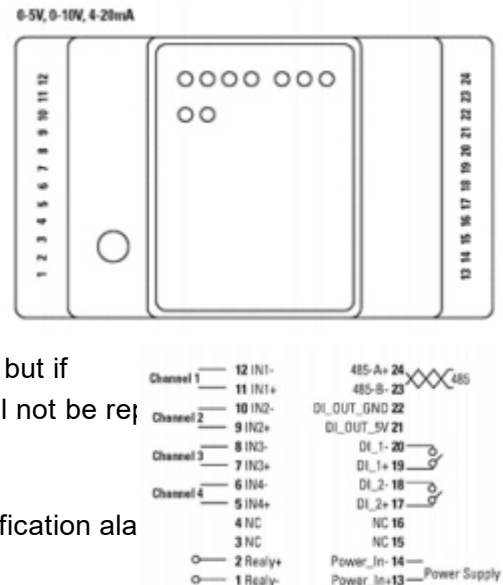 0-5V, 0-10V, 4-20mA
1 2 3 4 5 6 7 8 9 10 11 12
13 14 15 16 17 18 19 20 21 22 23 24
but if
l not be rep
fication ala
Channel 1
12 IN1-
11 IN1+
Channel 2
10 IN2-
9 IN2+
Channel 3
8 IN3-
7 IN3+
Channel 4
6 IN4-
5 IN4+
4 NC
3 NC
2 Realy+
1 Realy-
485-A+ 24
485-B- 23
485
DI_OUT_GND 22
DI_OUT_5V 21
DI_1- 20
DI_1+ 19
DI_2- 18
DI_2+ 17
NC 16
NC 15
Power_In- 14
Power_In+ 13
Power Supply